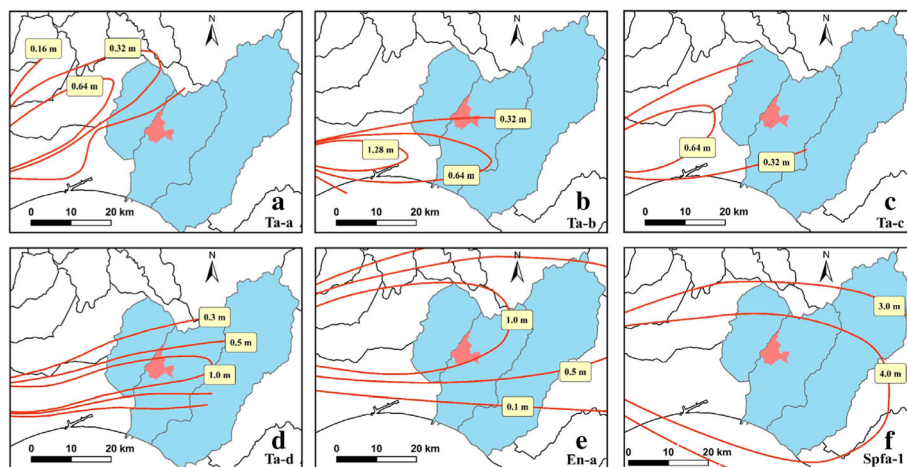 N
0.16 m
0.32 m
0.64 m
0 10 20 km
a
Ta-a
N
0.32 m
1.28 m
0.64 m
0 10 20 km
b
Ta-b
N
0.64 m
0.32 m
0 10 20 km
c
Ta-c
N
0.3 m
0.5 m
1.0 m
0 10 20 km
d
Ta-d
N
1.0 m
0.5 m
0.1 m
0 10 20 km
e
En-a
N
3.0 m
4.0 m
0 10 20 km
f
Spfa-1